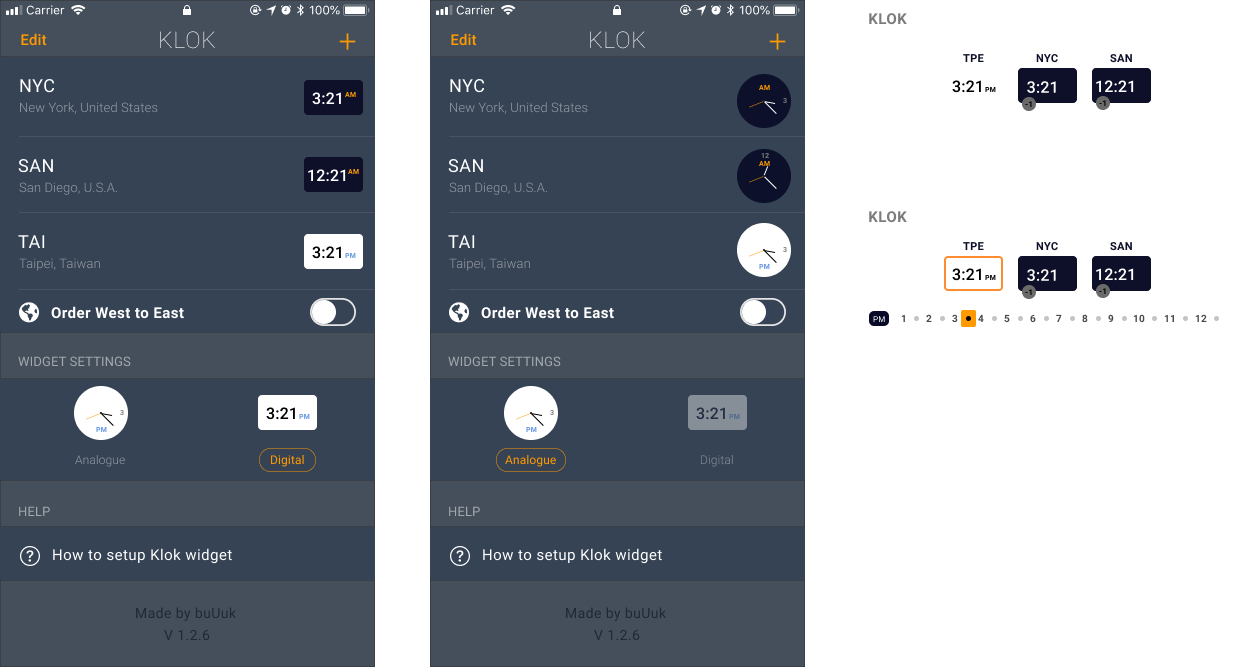 Carrier 100%
Edit KLOK +
NYC
New York, United States
3:21 AM
SAN
San Diego, U.S.A.
12:21 AM
TAI
Taipei, Taiwan
3:21 PM
Order West to East
WIDGET SETTINGS
3
PM
3:21 PM
Analogue Digital
HELP
? How to setup Klok widget
Made by buUuk
V 1.2.6
Carrier 100%
Edit KLOK +
NYC
New York, United States
AM
3
SAN
San Diego, U.S.A.
12
AM
TAI
Taipei, Taiwan
3
PM
Order West to East
WIDGET SETTINGS
3
PM
3:21 PM
Analogue Digital
HELP
? How to setup Klok widget
Made by buUuk
V 1.2.6
KLOK
TPE NYC SAN
3:21 PM 3:21 12:21
-1 -1
KLOK
TPE NYC SAN
3:21 PM 3:21 12:21
-1 -1
PM 1 2 3 4 5 6 7 8 9 10 11 12